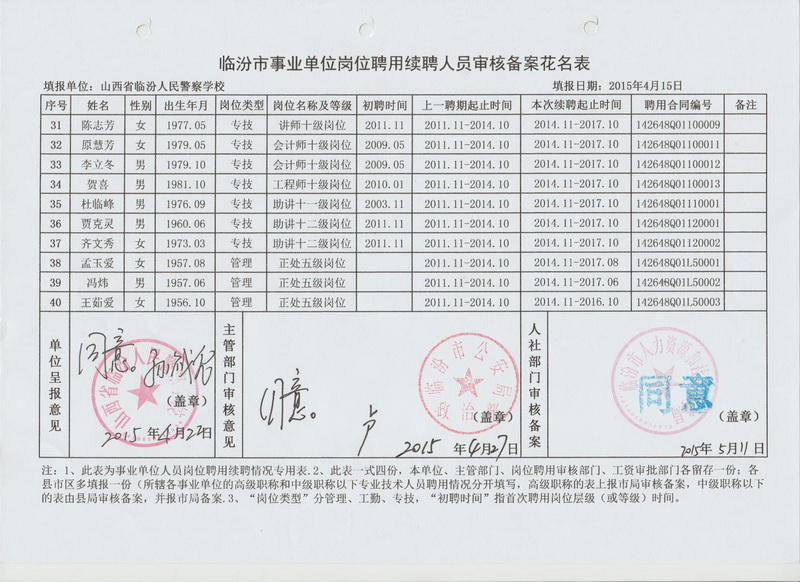 临汾市事业单位岗位聘用续聘人员审核备案花名表
填报单位：山西省临汾人民警察学校 填报日期：2015年4月15日
序号 姓名 性别 出生年月 岗位类型 岗位名称及等级 初聘时间 上一聘期起止时间 本次续聘起止时间 聘用合同编号 备注
31 陈志芳 女 1977.05 专技 讲师十级岗位 2011.11 2011.11-2014.10 2014.11-2017.10 142648Q01100009
32 原慧芳 女 1979.05 专技 会计师十级岗位 2009.05 2011.11-2014.10 2014.11-2017.10 142648Q01100011
33 李立冬 男 1979.10 专技 会计师十级岗位 2009.05 2011.11-2014.10 2014.11-2017.10 142648Q01100012
34 贺喜 男 1981.10 专技 工程师十级岗位 2010.01 2011.11-2014.10 2014.11-2017.10 142648Q01100013
35 杜临峰 男 1976.09 专技 助讲十一级岗位 2003.11 2011.11-2014.10 2014.11-2017.10 142648Q01110001
36 贾克灵 男 1960.06 专技 助讲十二级岗位 2011.11 2011.11-2014.10 2014.11-2017.10 142648Q01120001
37 齐文秀 女 1973.03 专技 助讲十二级岗位 2011.11 2011.11-2014.10 2014.11-2017.10 142648Q01120002
38 孟玉爱 女 1957.08 管理 正处五级岗位 2011.11-2014.10 2014.11-2017.08 142648Q01L50001
39 冯炜 男 1957.06 管理 正处五级岗位 2011.11-2014.10 2014.11-2017.06 142648Q01L50002
40 王茹爱 女 1956.10 管理 正处五级岗位 2011.11-2014.10 2014.11-2016.10 142648Q01L50003
单位呈报意见
同意。
（盖章）
2015年4月22日
主管部门审核意见
同意。
临汾市公安局
政治部
（盖章）
2015年4月27日
人社部门审核备案
同意
（盖章）
2015年5月11日
注：1、此表为事业单位人员岗位聘用续聘情况专用表.2、此表一式四份，本单位、主管部门、岗位聘用审核部门、工资审批部门各留存一份；各
县市区多填报一份（所辖各事业单位的高级职称和中级职称以下专业技术人员聘用情况分开填写，高级职称的表上报市局审核备案，中级职称以下
的表由县局审核备案，并报市局备案.3、“岗位类型”分管理、工勤、专技，“初聘时间”指首次聘用岗位层级（或等级）时间。